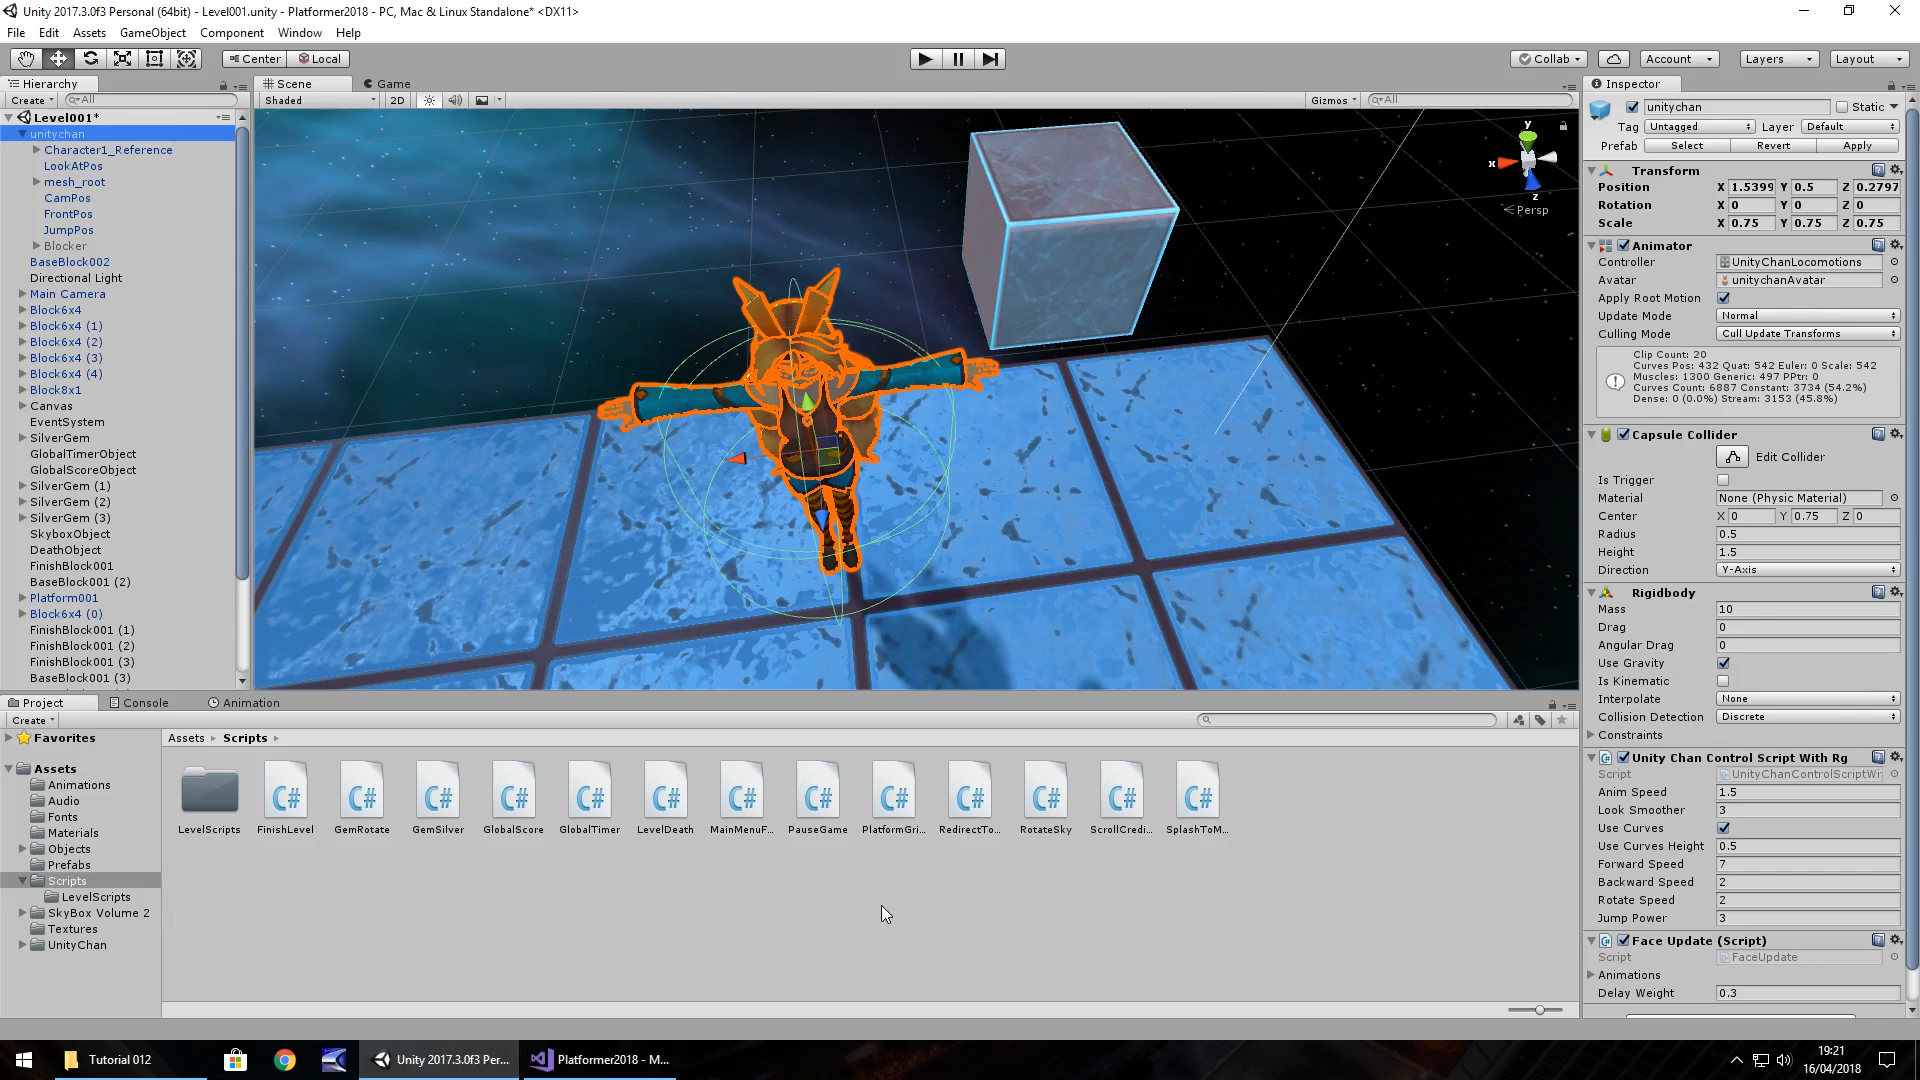 Unity 2017.3.0f3 Personal (64bit) - Level001.unity - Platformer2018 - PC, Mac & Linux Standalone* <DX11>
File Edit Assets GameObject Component Window Help
Center Local Collab Account Layers Layout
Hierarchy
Create All
Level001*
unitychan
Character1_Reference
LookAtPos
mesh_root
CamPos
FrontPos
JumpPos
Blocker
BaseBlock002
Directional Light
Main Camera
Block6x4
Block6x4 (1)
Block6x4 (2)
Block6x4 (3)
Block6x4 (4)
Block8x1
Canvas
EventSystem
SilverGem
GlobalTimerObject
GlobalScoreObject
SilverGem (1)
SilverGem (2)
SilverGem (3)
SkyboxObject
DeathObject
FinishBlock001
BaseBlock001 (2)
Platform001
Block6x4 (0)
FinishBlock001 (1)
FinishBlock001 (2)
FinishBlock001 (3)
BaseBlock001 (3)
Scene Game
Shaded 2D Gizmos All
y
x
z
Persp
Inspector
unitychan Static
Tag Untagged Layer Default
Prefab Select Revert Apply
Transform
Position X 1.5399 Y 0.5 Z 0.2797
Rotation X 0 Y 0 Z 0
Scale X 0.75 Y 0.75 Z 0.75
Animator
Controller UnityChanLocomotions
Avatar unitychanAvatar
Apply Root Motion
Update Mode Normal
Culling Mode Cull Update Transforms
Clip Count: 20
Curves Pos: 432 Quat: 542 Euler: 0 Scale: 542
Muscles: 1300 Generic: 497 PPtr: 0
Curves Count: 6887 Constant: 3734 (54.2%)
Dense: 0 (0.0%) Stream: 3153 (45.8%)
Capsule Collider
Edit Collider
Is Trigger
Material None (Physic Material)
Center X 0 Y 0.75 Z 0
Radius 0.5
Height 1.5
Direction Y-Axis
Rigidbody
Mass 10
Drag 0
Angular Drag 0
Use Gravity
Is Kinematic
Interpolate None
Collision Detection Discrete
Constraints
Unity Chan Control Script With Rg
Script UnityChanControlScriptWi
Anim Speed 1.5
Look Smoother 3
Use Curves
Use Curves Height 0.5
Forward Speed 7
Backward Speed 2
Rotate Speed 2
Jump Power 3
Face Update (Script)
Script FaceUpdate
Animations
Delay Weight 0.3
Project Console Animation
Create
Favorites
Assets
Animations
Audio
Fonts
Materials
Objects
Prefabs
Scripts
LevelScripts
SkyBox Volume 2
Textures
UnityChan
Assets Scripts
C# C# C# C# C# C# C# C# C# C# C# C# C#
LevelScripts FinishLevel GemRotate GemSilver GlobalScore GlobalTimer LevelDeath MainMenuF... PauseGame PlatformGri... RedirectTo... RotateSky ScrollCredi... SplashToM...
Tutorial 012 Unity 2017.3.0f3 Per... Platformer2018 - M...
19:21
16/04/2018